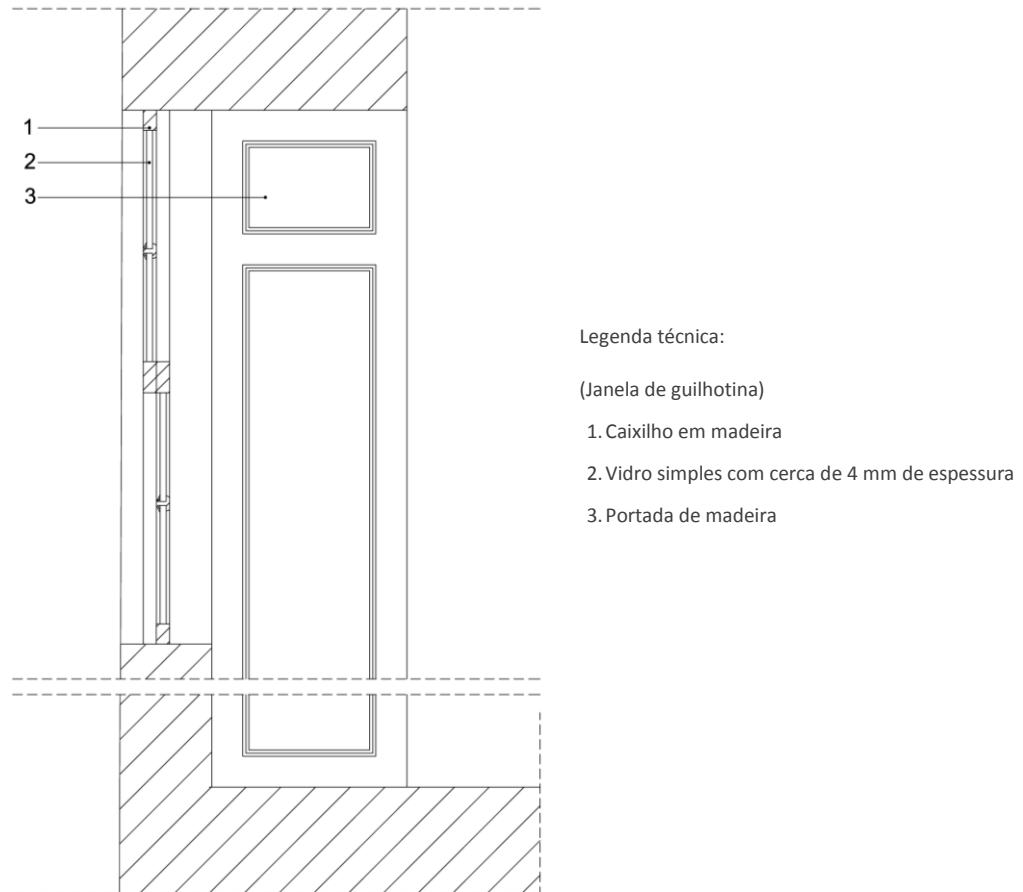 1
2
3
Legenda técnica:
(Janela de guilhotina)
1. Caixilho em madeira
2. Vidro simples com cerca de 4 mm de espessura
3. Portada de madeira